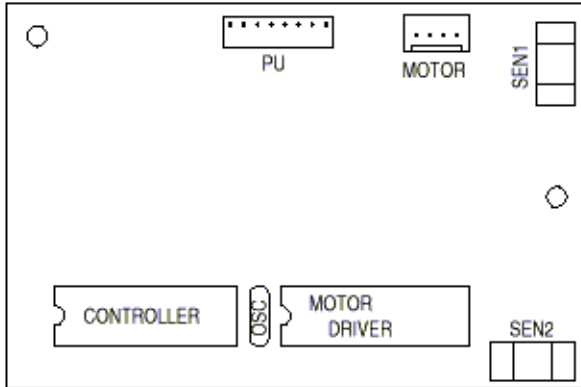 PU
MOTOR
SEN1
CONTROLLER
OSC
MOTOR
DRIVER
SEN2